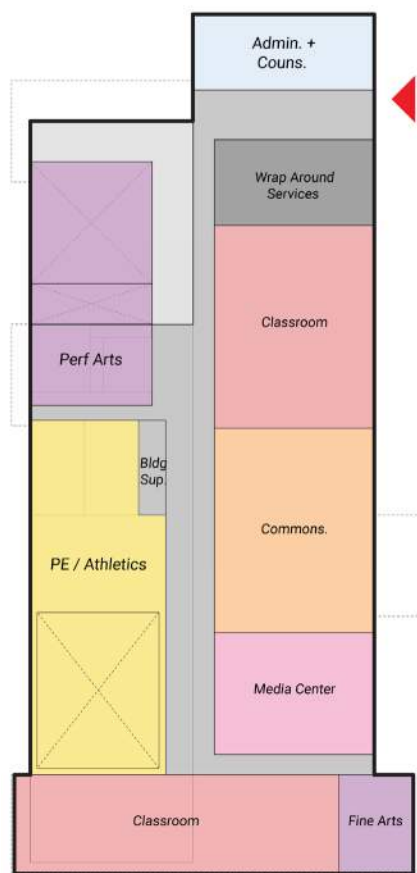 Admin. +
Couns.
Wrap Around
Services
Classroom
Perf Arts
Bldg
Sup.
Commons.
PE / Athletics
Media Center
Classroom
Fine Arts